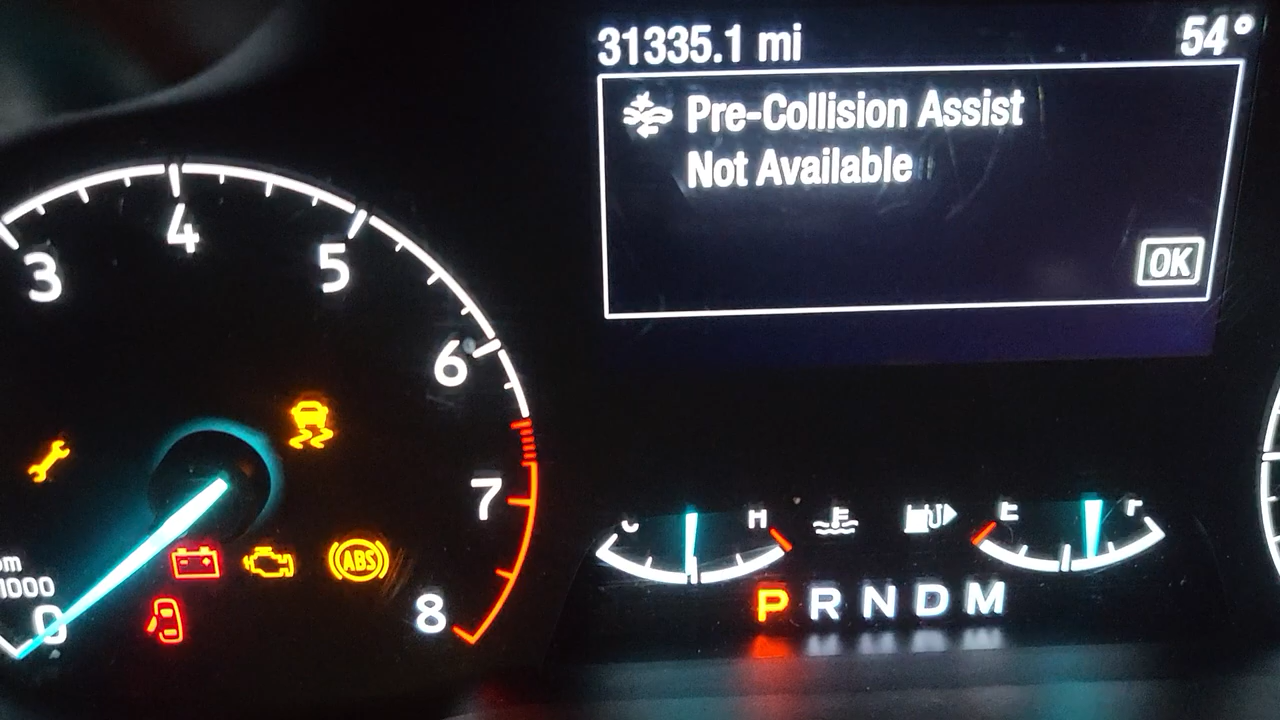 31335.1 mi 54°
Pre-Collision Assist
Not Available
OK
3 4 5 6 7 8
ABS
1000
0
C H E F
P R N D M